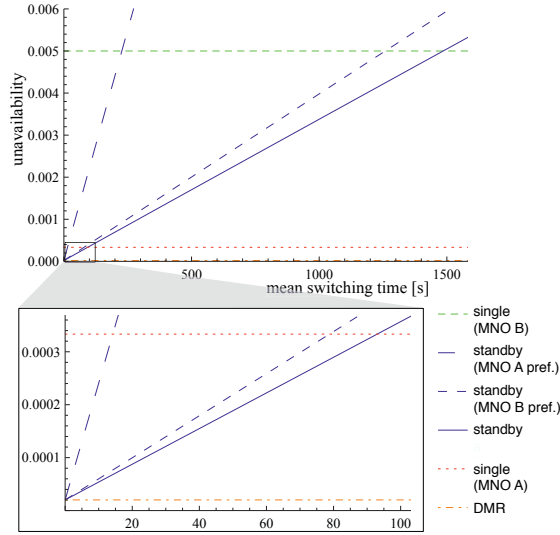 0.006
0.005
0.004
0.003
0.002
0.001
0.000
unavailability
500
1000
1500
mean switching time [s]
0.0003
0.0002
0.0001
20
40
60
80
100
single
(MNO B)
standby
(MNO A pref.)
standby
(MNO B pref.)
standby
single
(MNO A)
DMR